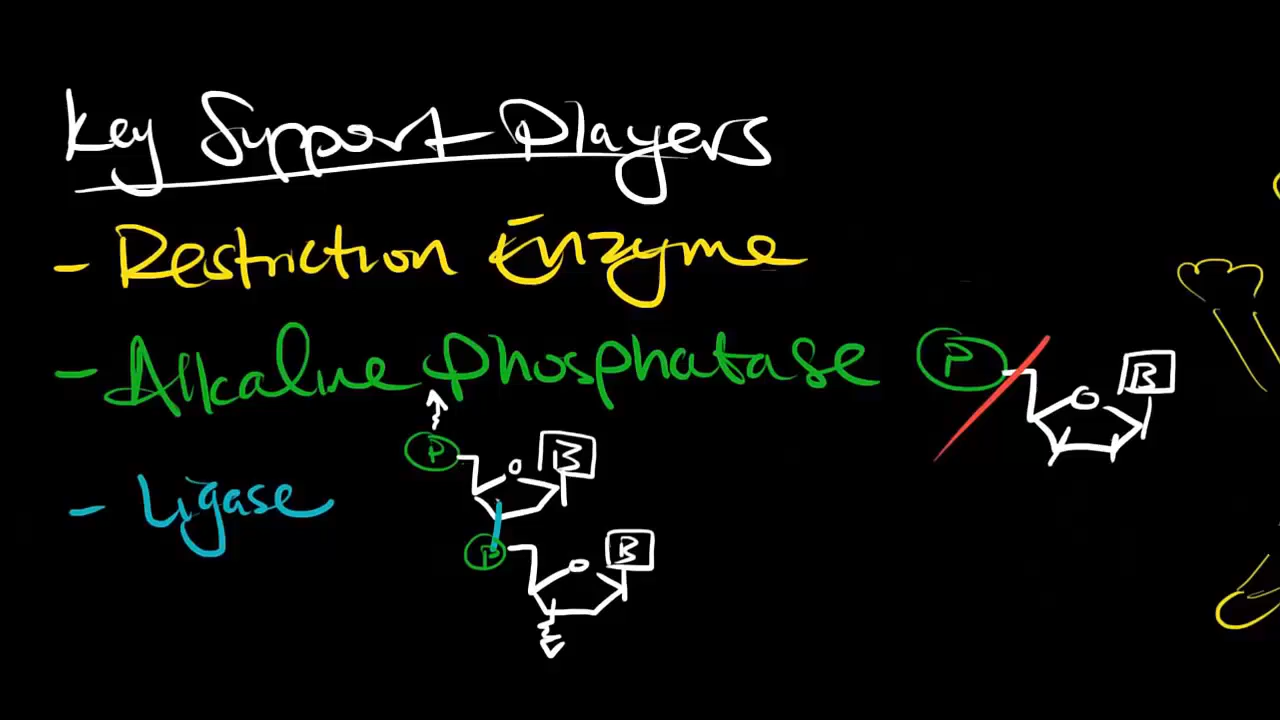 Key Support Players
- Restriction Enzyme
- Alkaline Phosphatase
P
O
B
P
O
B
- Ligase
P
O
B